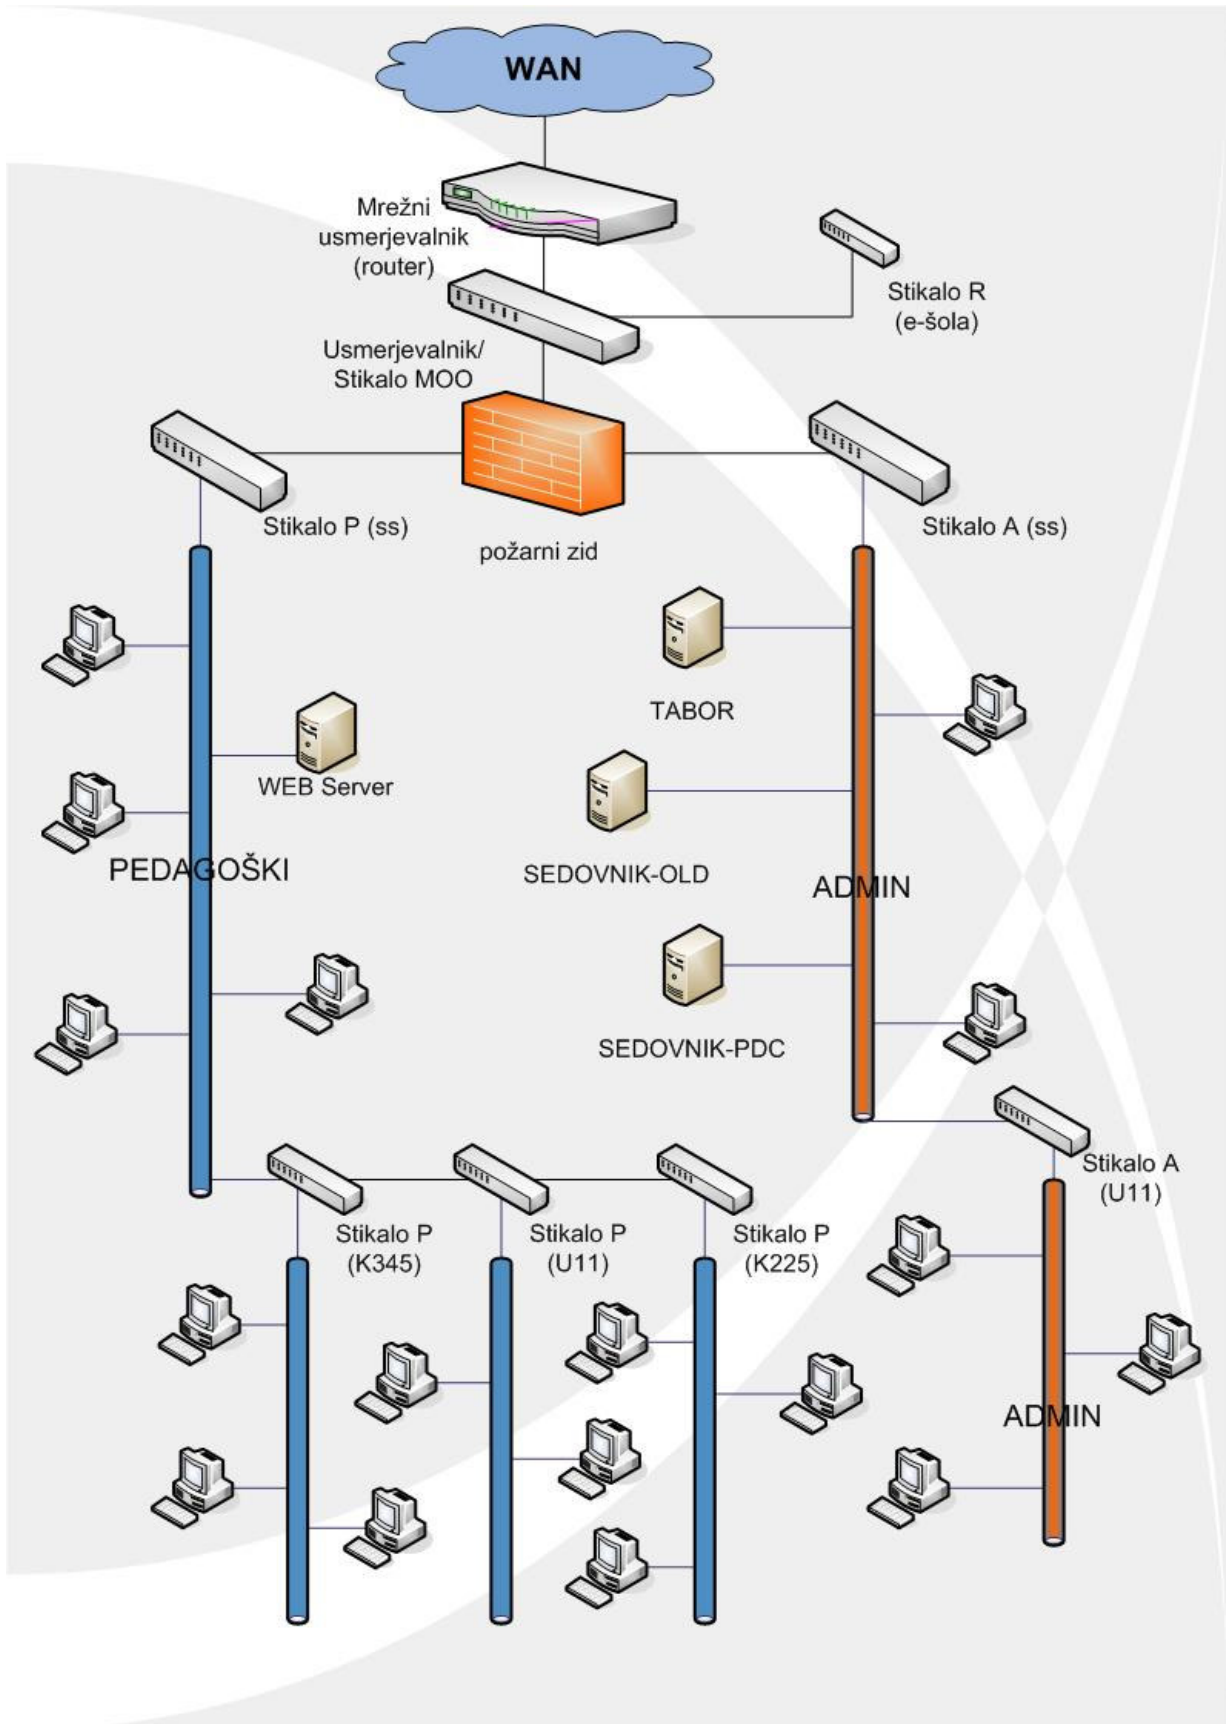 WAN
Mrežni
usmerjevalnik
(router)
Stikalo R
(e-šola)
Usmerjevalnik/
Stikalo MOO
Stikalo P (ss)
požarni zid
Stikalo A (ss)
TABOR
WEB Server
PEDAGOŠKI
SEDOVNIK-OLD
ADMIN
SEDOVNIK-PDC
Stikalo A
(U11)
Stikalo P
(K345)
Stikalo P
(U11)
Stikalo P
(K225)
ADMIN